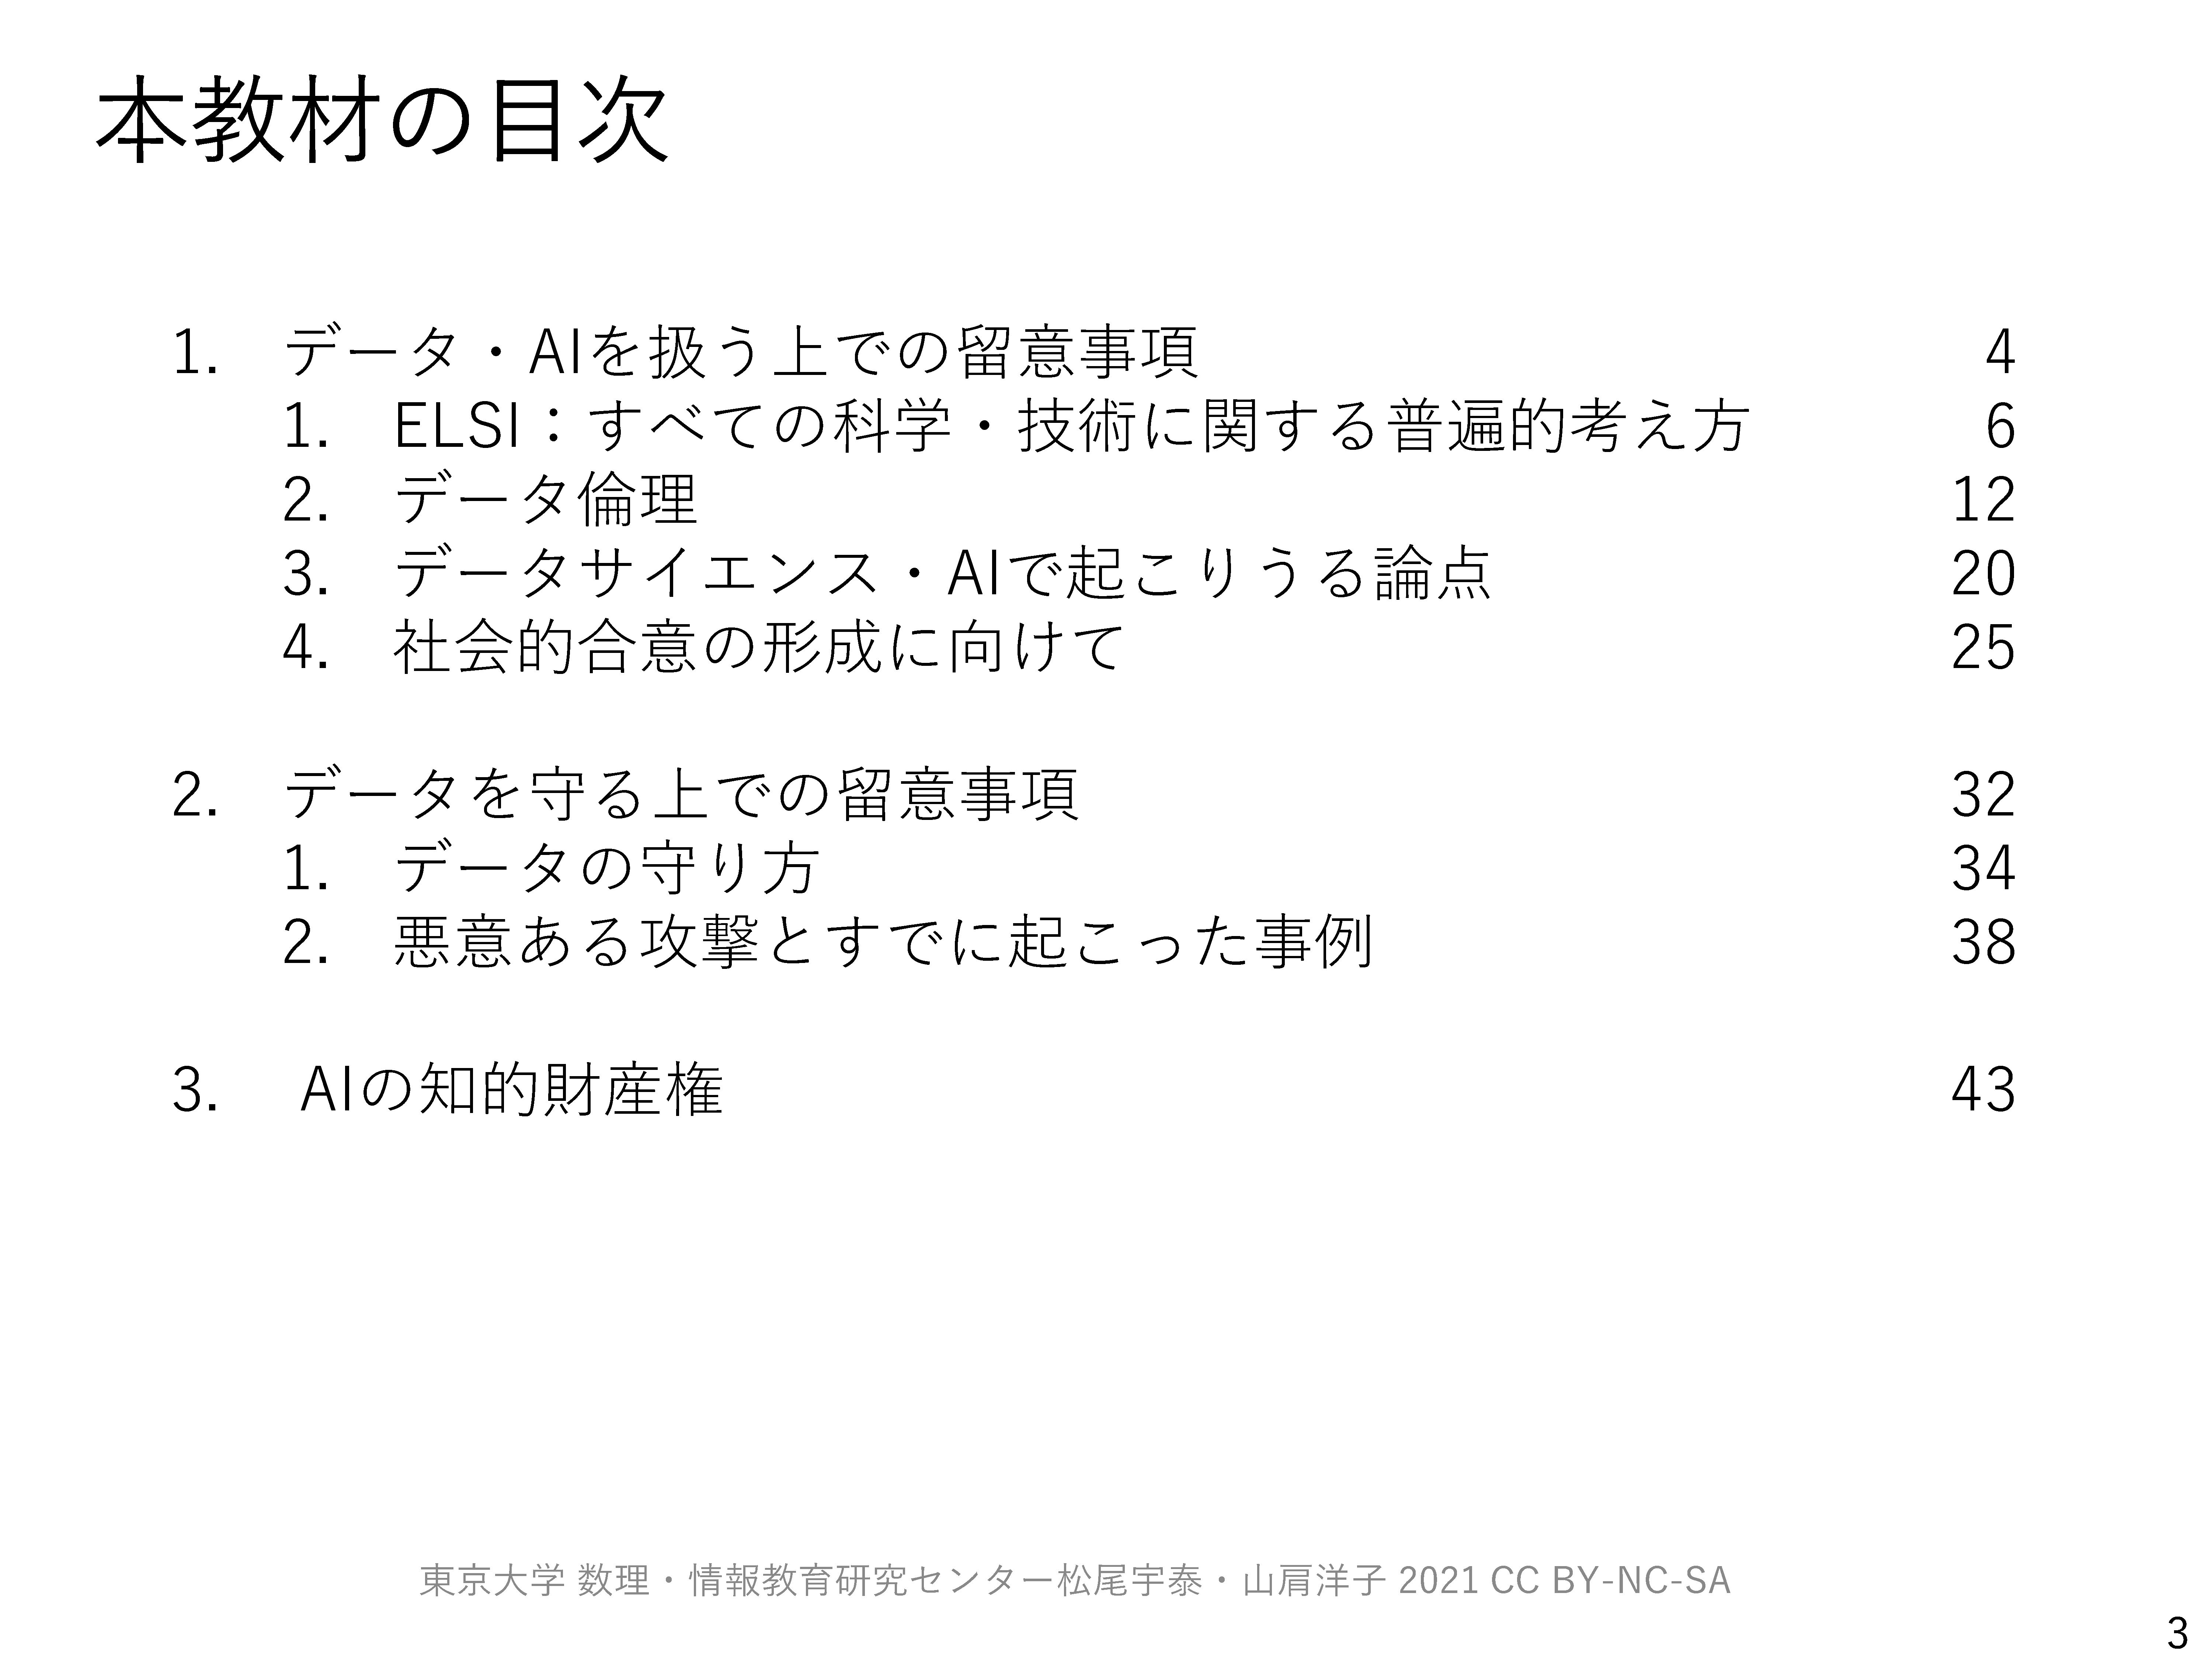 本教材の目次
1. データ・AIを扱う上での留意事項 4
1. ELSI：すべての科学・技術に関する普遍的考え方 6
2. データ倫理 12
3. データサイエンス・AIで起こりうる論点 20
4. 社会的合意の形成に向けて 25
2. データを守る上での留意事項 32
1. データの守り方 34
2. 悪意ある攻撃とすでに起こった事例 38
3. AIの知的財産権 43
東京大学 数理・情報教育研究センター松尾宇泰・山肩洋子 2021 CC BY-NC-SA
3